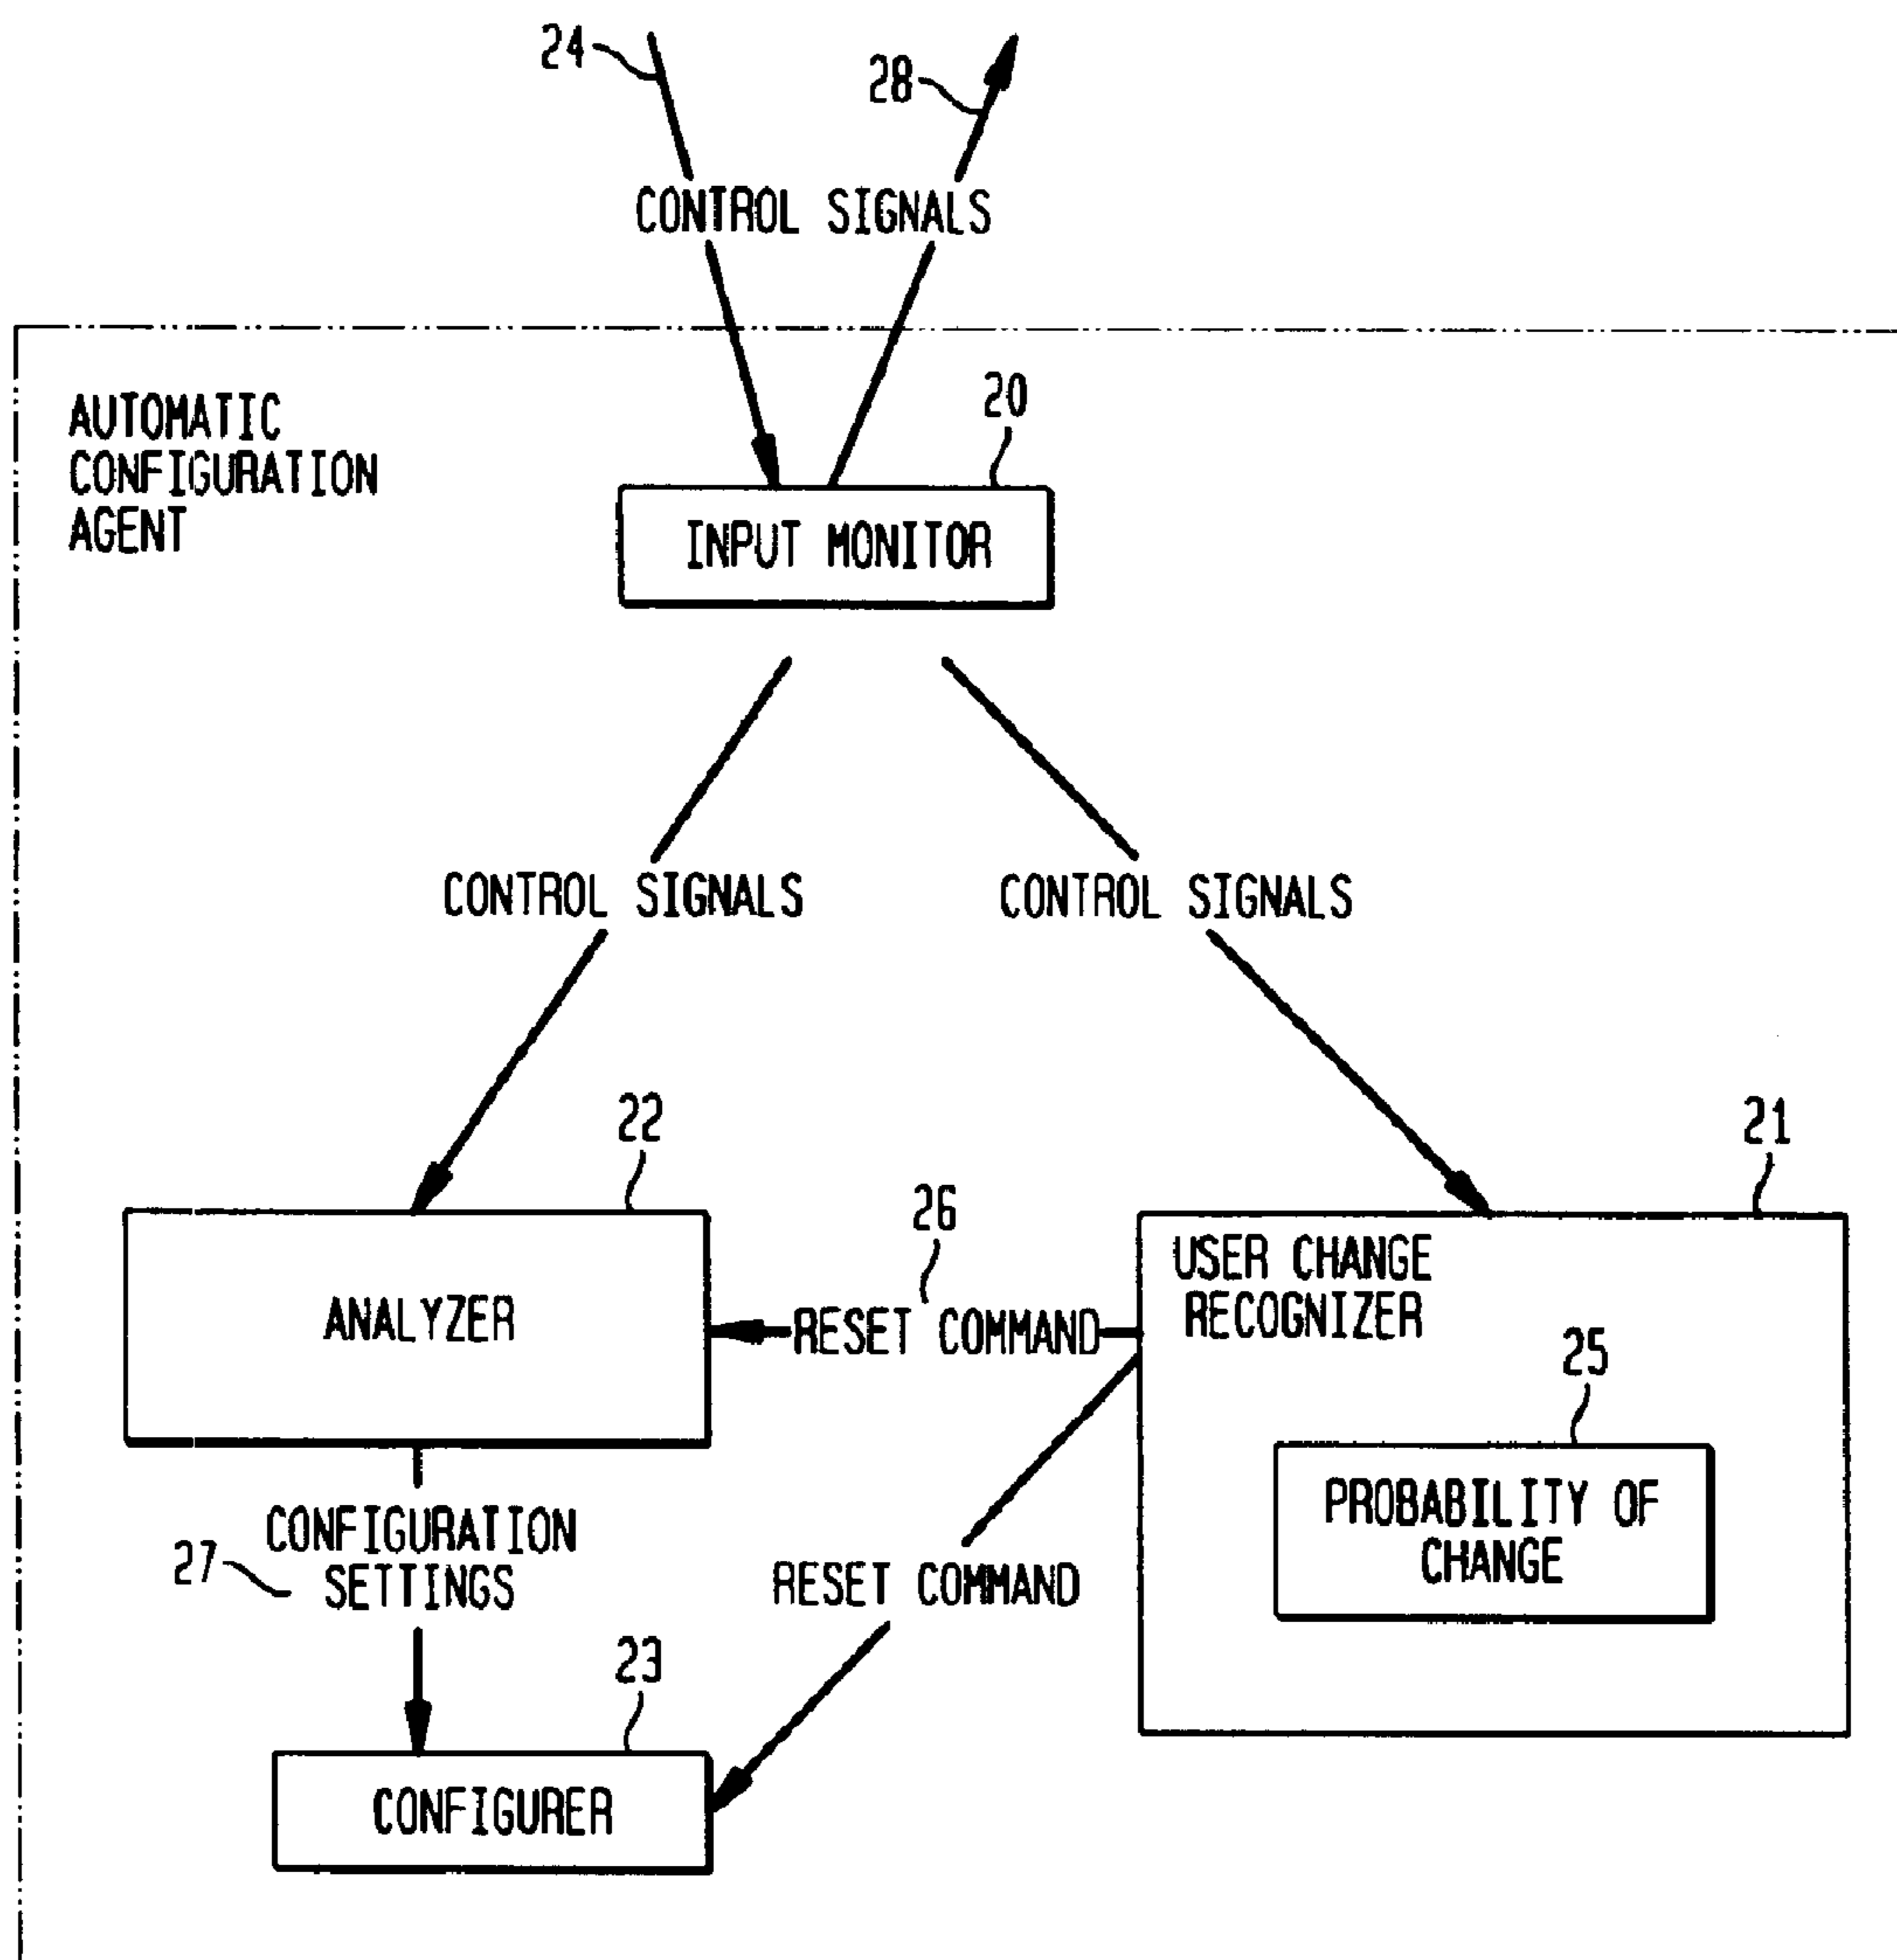 24
28
CONTROL SIGNALS
AUTOMATIC
CONFIGURATION
AGENT
20
INPUT MONITOR
CONTROL SIGNALS
CONTROL SIGNALS
22
21
26
ANALYZER
RESET COMMAND
USER CHANGE
RECOGNIZER
25
PROBABILITY OF
CHANGE
CONFIGURATION
SETTINGS
27
RESET COMMAND
23
CONFIGURER